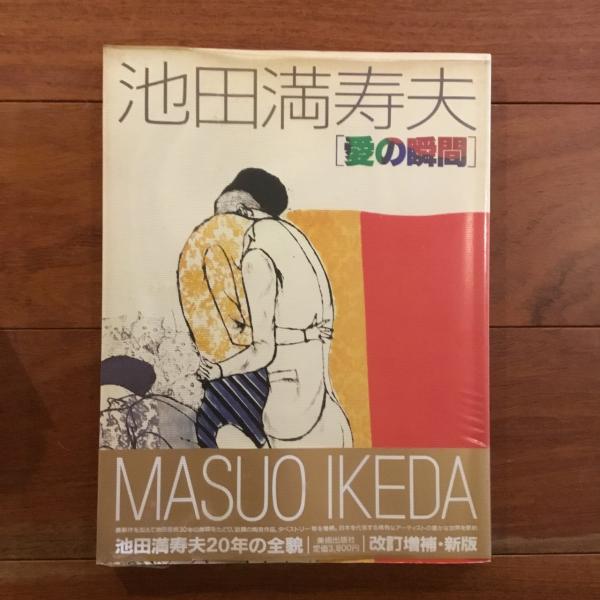 池田満寿夫
[愛の瞬間]
MASUO IKEDA
池田満寿夫20年の全貌
美術出版社
定価3,800円
改訂増補・新版